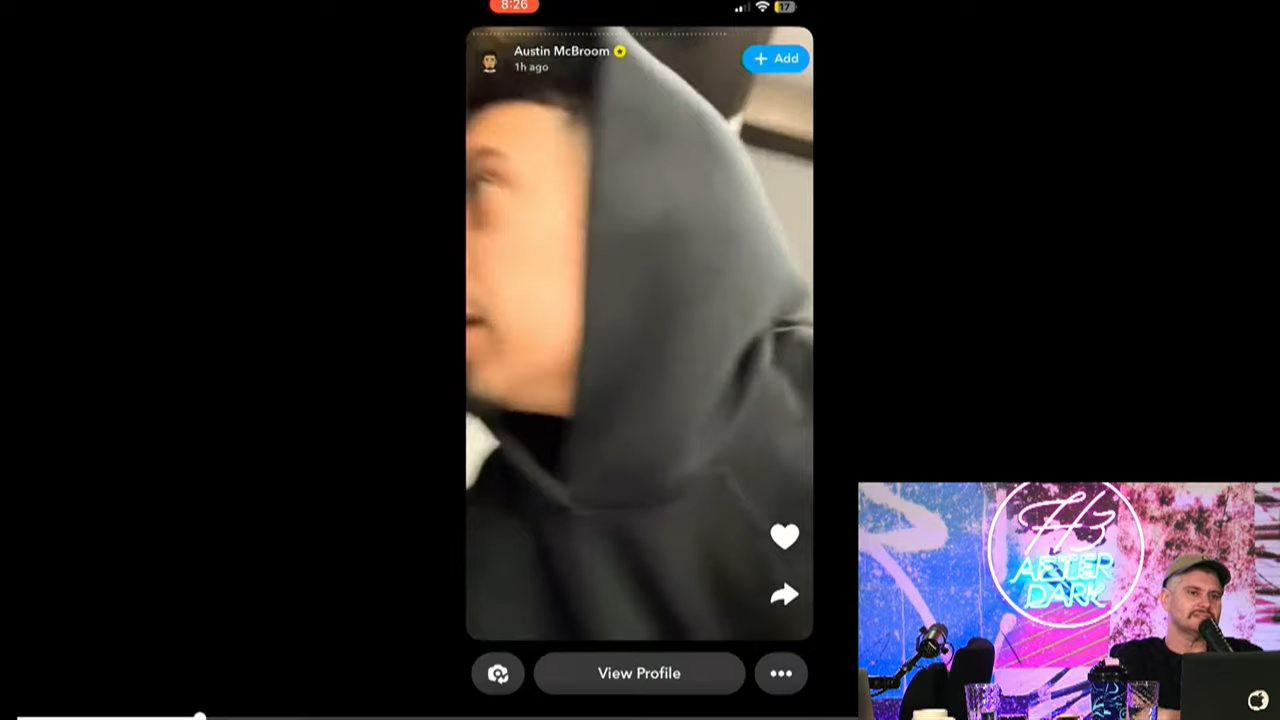 8:26
17
Austin McBroom
1h ago
+ Add
View Profile
H3
AFTER
DARK